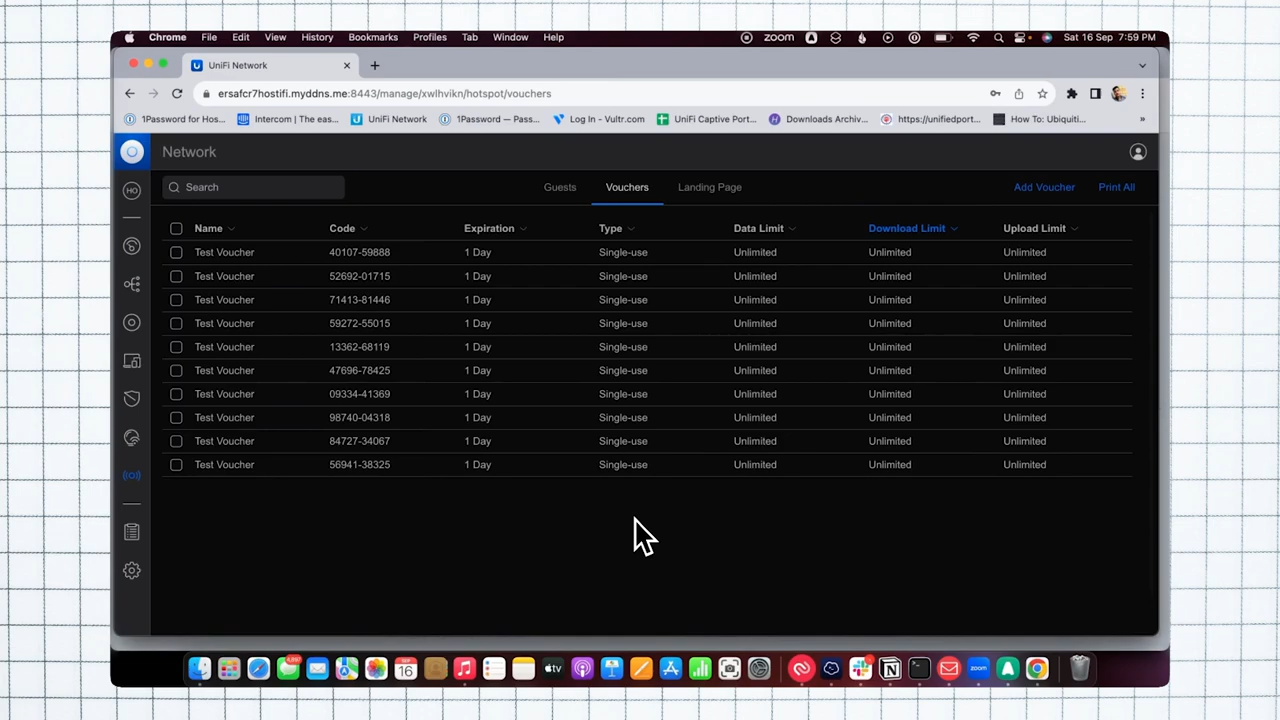 Chrome File Edit View History Bookmarks Profiles Tab Window Help zoom Sat 16 Sep 7:59 PM
UniFi Network
ersafcr7hostifi.myddns.me:8443/manage/xwlhvikn/hotspot/vouchers
1Password for Hos... Intercom | The eas... UniFi Network 1Password — Pass... Log In - Vultr.com UniFi Captive Port... Downloads Archiv... https://unifiedport... How To: Ubiquiti... »
Network
HO
Search Guests Vouchers Landing Page Add Voucher Print All
Name Code Expiration Type Data Limit Download Limit Upload Limit
Test Voucher 40107-59888 1 Day Single-use Unlimited Unlimited Unlimited
Test Voucher 52692-01715 1 Day Single-use Unlimited Unlimited Unlimited
Test Voucher 71413-81446 1 Day Single-use Unlimited Unlimited Unlimited
Test Voucher 59272-55015 1 Day Single-use Unlimited Unlimited Unlimited
Test Voucher 13362-68119 1 Day Single-use Unlimited Unlimited Unlimited
Test Voucher 47696-78425 1 Day Single-use Unlimited Unlimited Unlimited
Test Voucher 09334-41369 1 Day Single-use Unlimited Unlimited Unlimited
Test Voucher 98740-04318 1 Day Single-use Unlimited Unlimited Unlimited
Test Voucher 84727-34067 1 Day Single-use Unlimited Unlimited Unlimited
Test Voucher 56941-38325 1 Day Single-use Unlimited Unlimited Unlimited
16 tv zoom